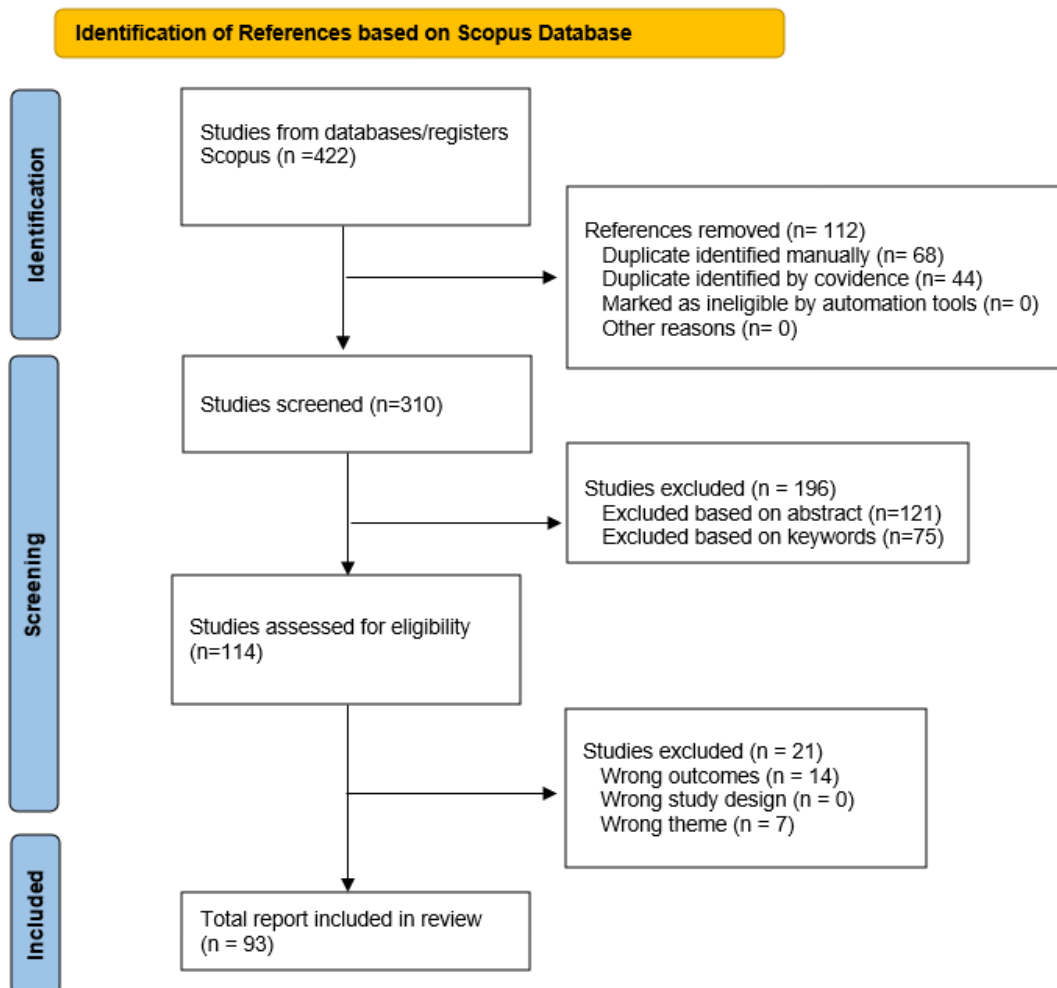 Identification of References based on Scopus Database
Identification
Studies from databases/registers
Scopus (n =422)
References removed (n= 112)
Duplicate identified manually (n= 68)
Duplicate identified by covidence (n= 44)
Marked as ineligible by automation tools (n= 0)
Other reasons (n= 0)
Screening
Studies screened (n=310)
Studies excluded (n = 196)
Excluded based on abstract (n=121)
Excluded based on keywords (n=75)
Studies assessed for eligibility
(n=114)
Studies excluded (n = 21)
Wrong outcomes (n = 14)
Wrong study design (n = 0)
Wrong theme (n = 7)
Included
Total report included in review
(n = 93)